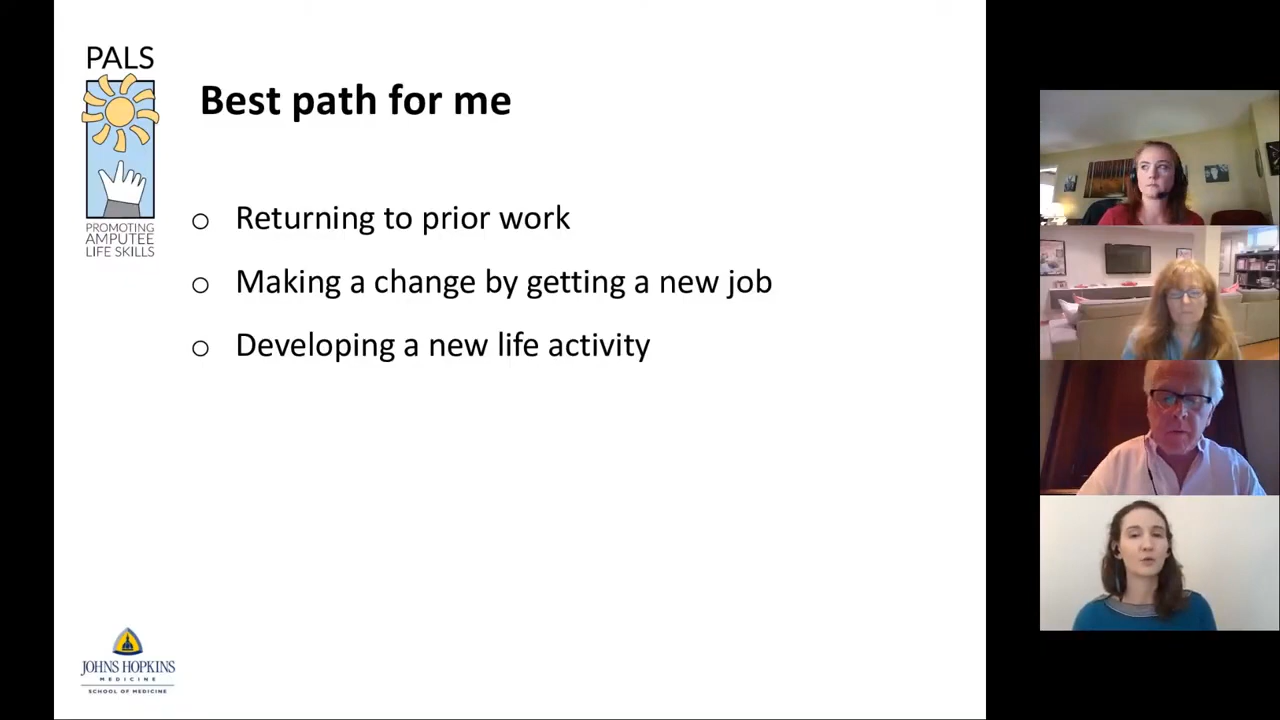 PALS
PROMOTING
AMPUTEE
LIFE SKILLS
Best path for me
o Returning to prior work
o Making a change by getting a new job
o Developing a new life activity
JOHNS HOPKINS
MEDICINE
SCHOOL OF MEDICINE